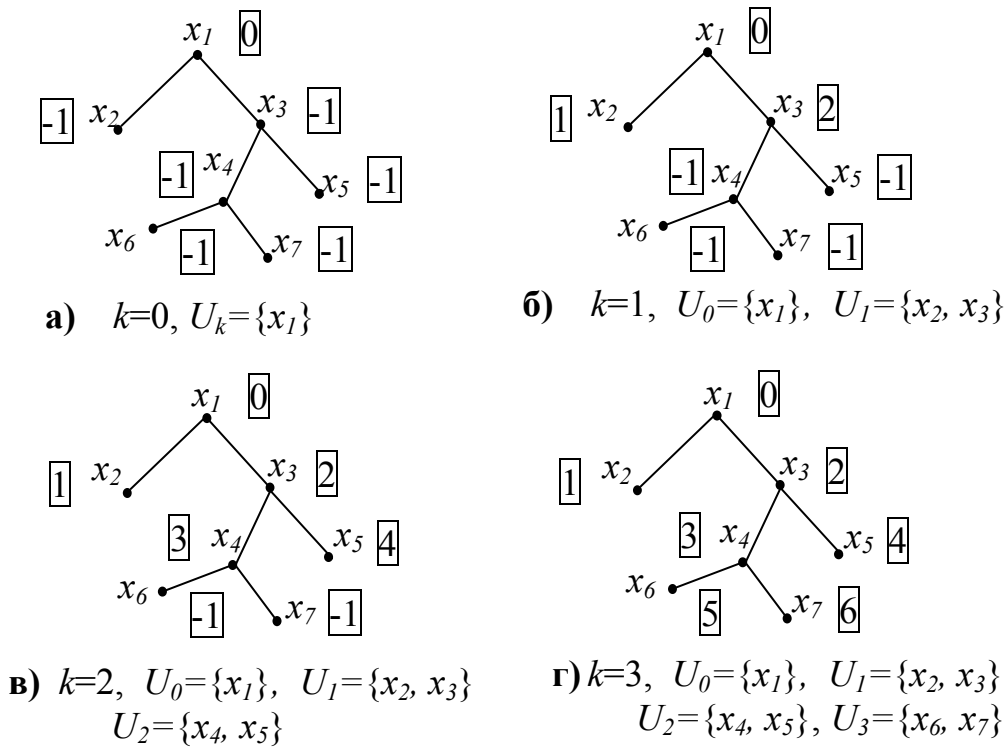 x₁ 0
-1 x₂ x₃ -1
-1 x₄ x₅ -1
x₆ -1 x₇ -1
а) k=0, Uₖ={x₁}
x₁ 0
1 x₂ x₃ 2
-1 x₄ x₅ -1
x₆ -1 x₇ -1
б) k=1, U₀={x₁}, U₁={x₂, x₃}
x₁ 0
1 x₂ x₃ 2
3 x₄ x₅ 4
x₆ -1 x₇ -1
в) k=2, U₀={x₁}, U₁={x₂, x₃}
U₂={x₄, x₅}
x₁ 0
1 x₂ x₃ 2
3 x₄ x₅ 4
x₆ 5 x₇ 6
г) k=3, U₀={x₁}, U₁={x₂, x₃}
U₂={x₄, x₅}, U₃={x₆, x₇}